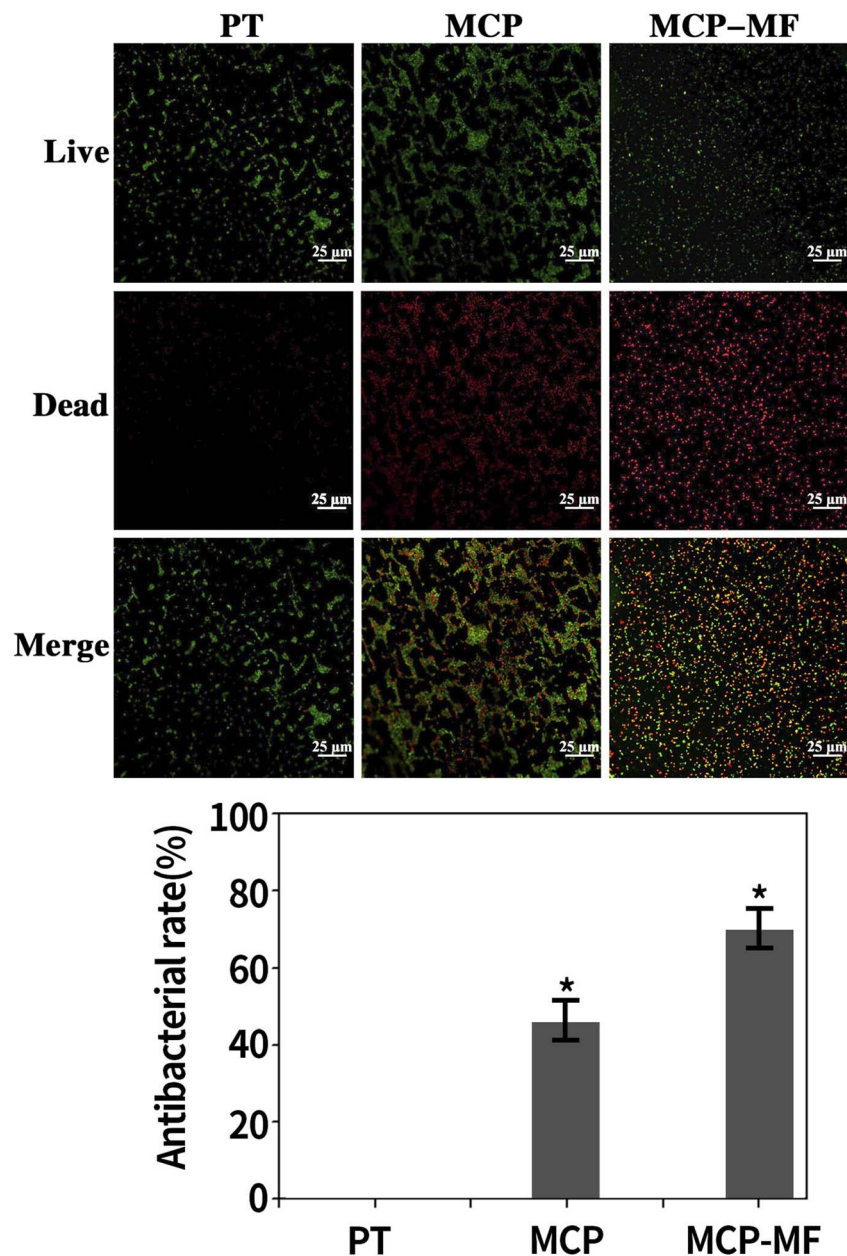 PT MCP MCP–MF
Live
25 µm 25 µm 25 µm
Dead
25 µm 25 µm 25 µm
Merge
25 µm 25 µm 25 µm
100
80
60
40
20
0
Antibacterial rate(%)
* *
PT MCP MCP-MF